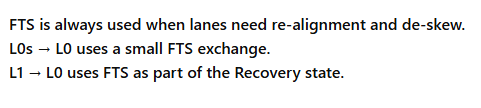 FTS is always used when lanes need re-alignment and de-skew.
L0s → L0 uses a small FTS exchange.
L1 → L0 uses FTS as part of the Recovery state.